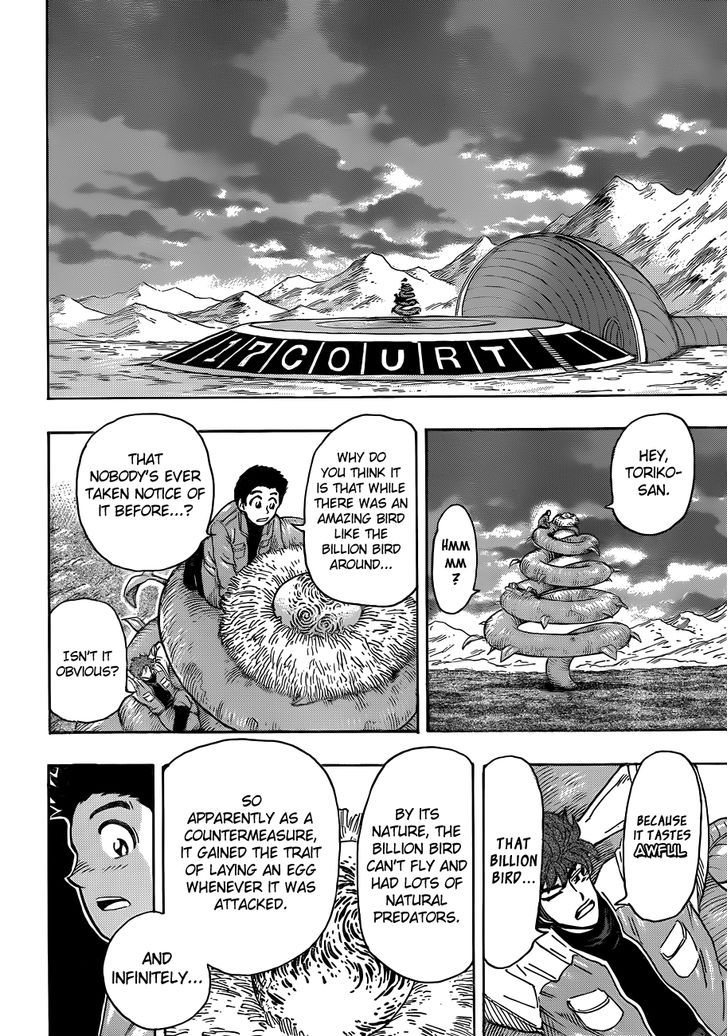 17 COURT
HEY,
TORIKO-
SAN.
HMM
MM
?
WHY DO
YOU THINK IT
IS THAT WHILE
THERE WAS AN
AMAZING BIRD
LIKE THE
BILLION BIRD
AROUND...
THAT
NOBODY'S EVER
TAKEN NOTICE OF
IT BEFORE...?
ISN'T IT
OBVIOUS?
BECAUSE
IT TASTES
AWFUL.
THAT
BILLION
BIRD...
BY ITS
NATURE, THE
BILLION BIRD
CAN'T FLY AND
HAD LOTS OF
NATURAL
PREDATORS.
SO
APPARENTLY AS A
COUNTERMEASURE,
IT GAINED THE TRAIT
OF LAYING AN EGG
WHENEVER IT WAS
ATTACKED.
AND
INFINITELY...